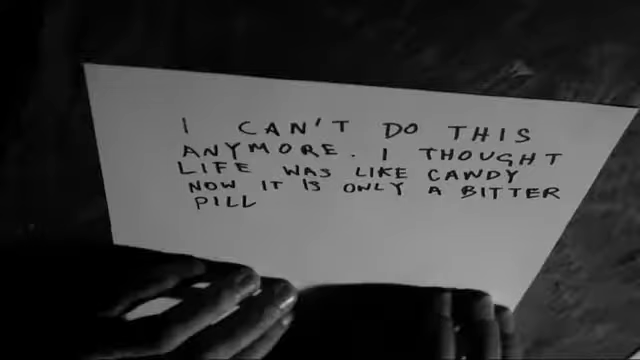 I CAN'T DO THIS
ANYMORE. I THOUGHT
LIFE WAS LIKE CANDY
NOW IT IS ONLY A BITTER
PILL